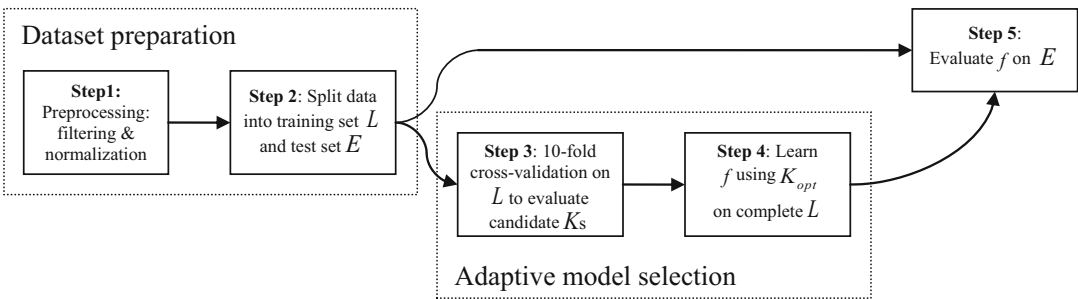 Dataset preparation
Step1:
Preprocessing:
filtering &
normalization
Step 2: Split data
into training set L
and test set E
Step 3: 10-fold
cross-validation on
L to evaluate
candidate Ks
Step 4: Learn
f using K_opt
on complete L
Adaptive model selection
Step 5:
Evaluate f on E